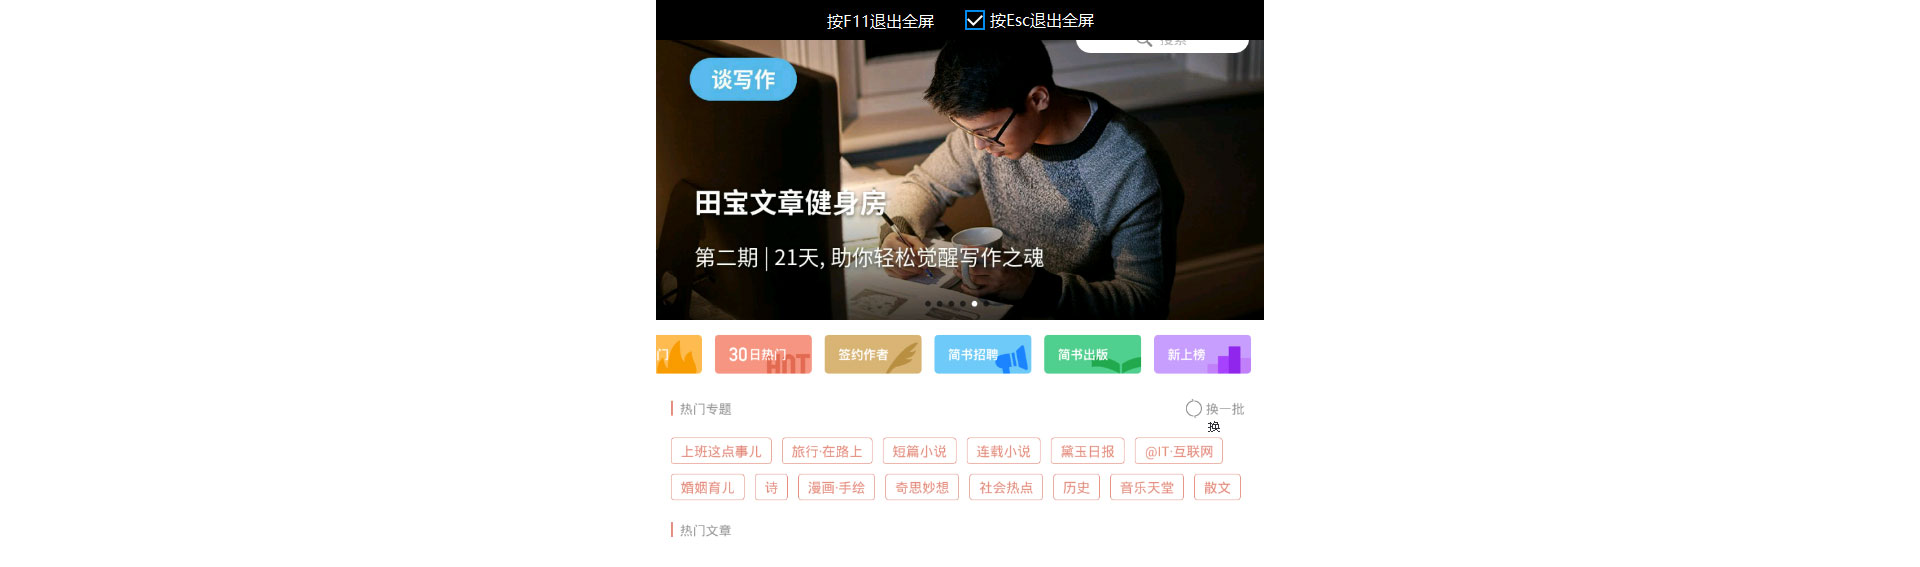 按F11退出全屏 按Esc退出全屏
搜索
谈写作
田宝文章健身房
第二期 | 21天, 助你轻松觉醒写作之魂
门 30日热门 HOT 签约作者 简书招聘 简书出版 新上榜
热门专题 换一批
换
上班这点事儿 旅行·在路上 短篇小说 连载小说 黛玉日报 @IT·互联网
婚姻育儿 诗 漫画·手绘 奇思妙想 社会热点 历史 音乐天堂 散文
热门文章